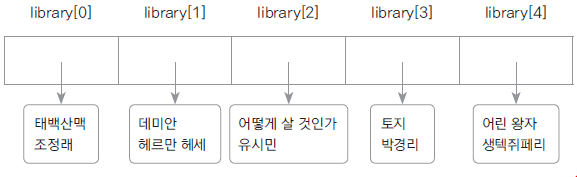 library[0] library[1] library[2] library[3] library[4]
태백산맥
조정래
데미안
헤르만 헤세
어떻게 살 것인가
유시민
토지
박경리
어린 왕자
생텍쥐페리